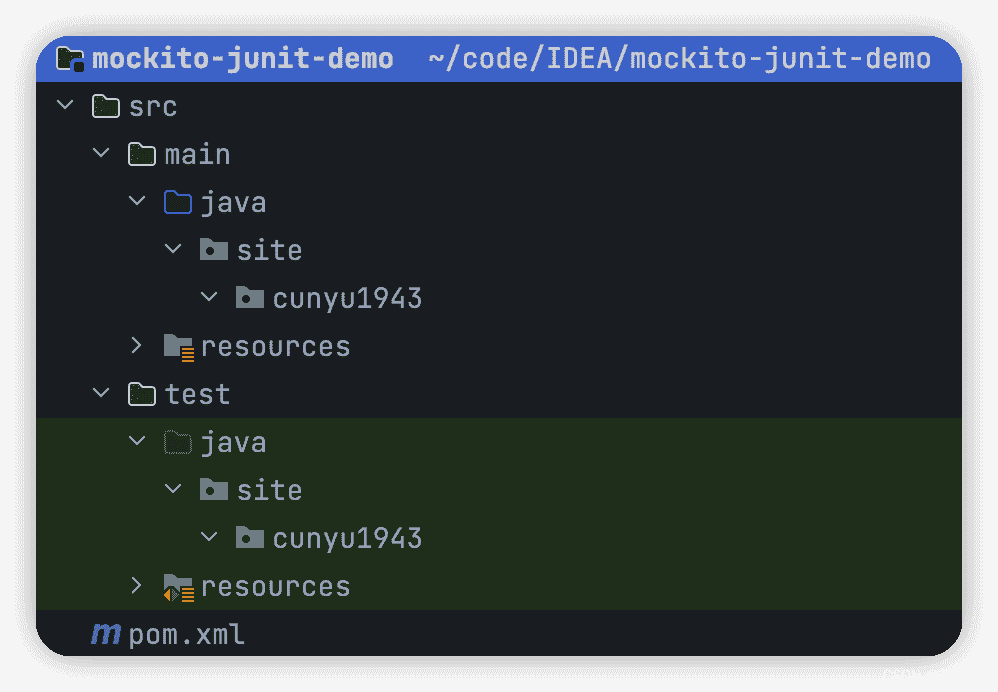 mockito-junit-demo ~/code/IDEA/mockito-junit-demo
src
main
java
site
cunyu1943
resources
test
java
site
cunyu1943
resources
pom.xml